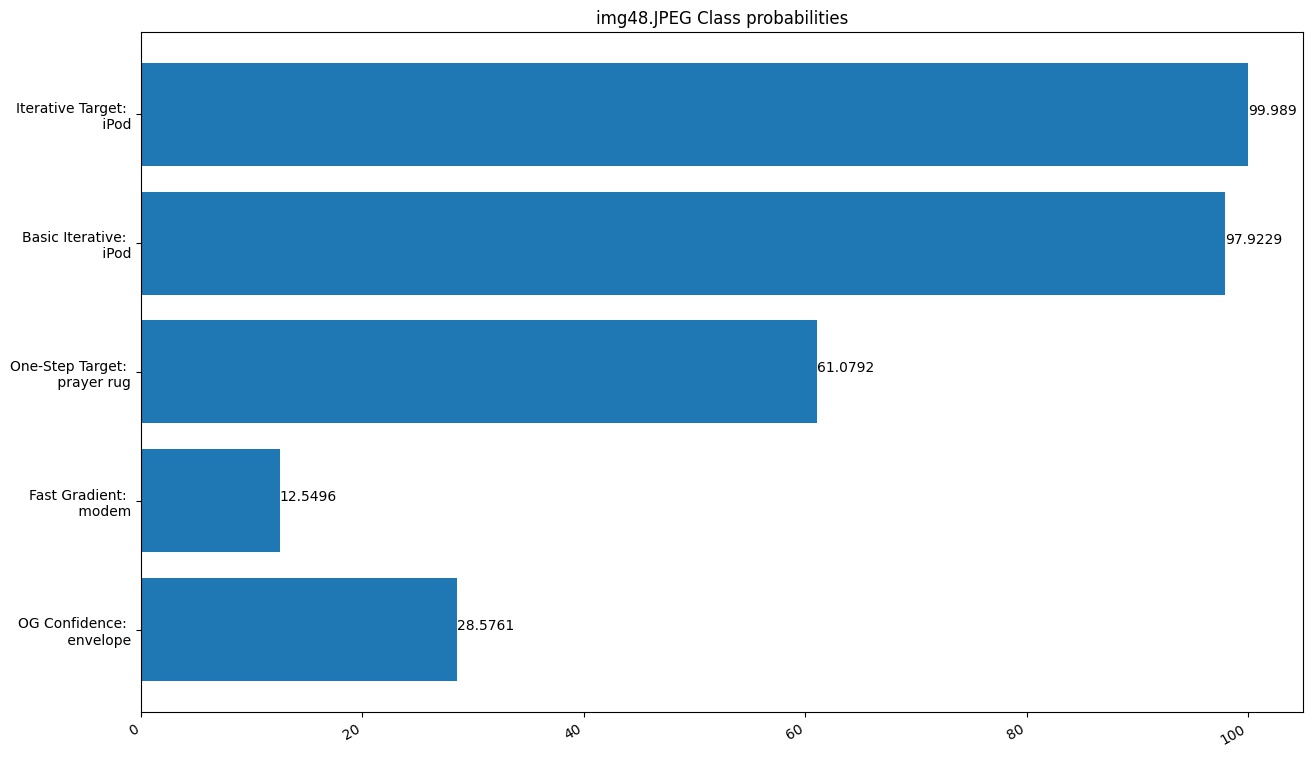 img48.JPEG Class probabilities
Iterative Target:
iPod
99.989
Basic Iterative:
iPod
97.9229
One-Step Target:
prayer rug
61.0792
Fast Gradient:
modem
12.5496
OG Confidence:
envelope
28.5761
0 20 40 60 80 100